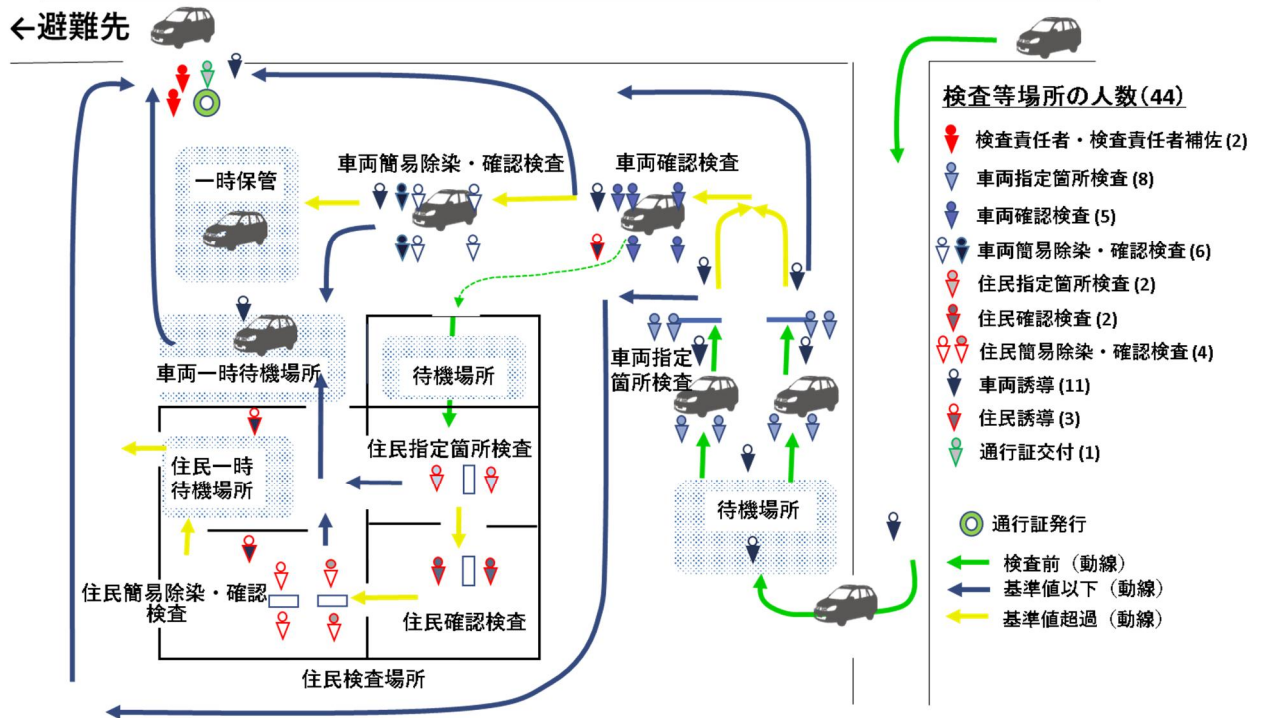 ←避難先
検査等場所の人数(44)
検査責任者・検査責任者補佐(2)
車両指定箇所検査(8)
車両確認検査(5)
車両簡易除染・確認検査(6)
住民指定箇所検査(2)
住民確認検査(2)
住民簡易除染・確認検査(4)
車両誘導(11)
住民誘導(3)
通行証交付(1)
通行証発行
検査前（動線）
基準値以下（動線）
基準値超過（動線）
車両簡易除染・確認検査
車両確認検査
一時保管
車両一時待機場所
待機場所
車両指定
箇所検査
住民指定箇所検査
住民一時
待機場所
待機場所
住民簡易除染・確認
検査
住民確認検査
住民検査場所